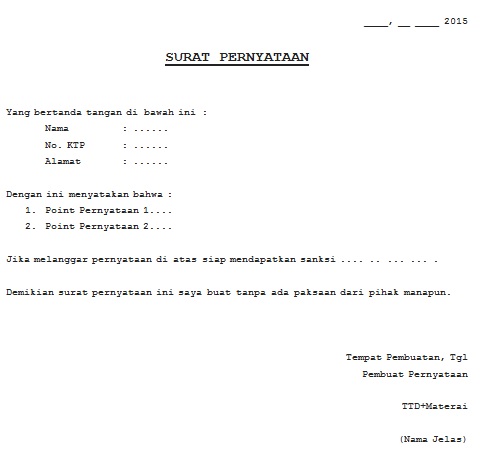 ____, __ ____ 2015
SURAT PERNYATAAN
Yang bertanda tangan di bawah ini :
Nama : ......
No. KTP : ......
Alamat : ......
Dengan ini menyatakan bahwa :
1. Point Pernyataan 1....
2. Point Pernyataan 2....
Jika melanggar pernyataan di atas siap mendapatkan sanksi .... .. ... ... .
Demikian surat pernyataan ini saya buat tanpa ada paksaan dari pihak manapun.
Tempat Pembuatan, Tgl
Pembuat Pernyataan
TTD+Materai
(Nama Jelas)